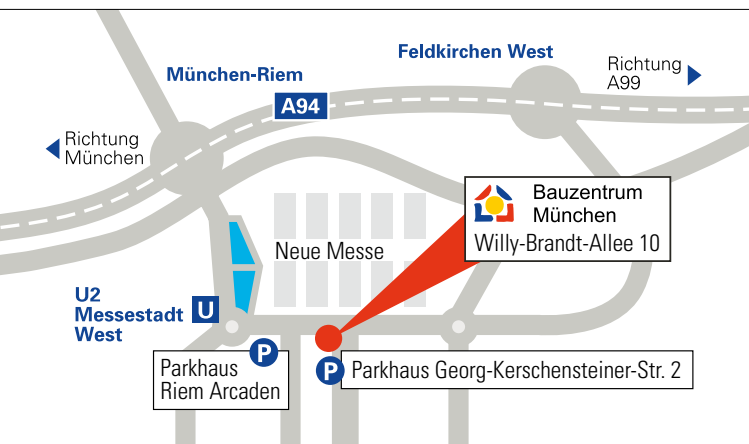 Feldkirchen West
München-Riem
Richtung
A99
A94
Richtung
München
Bauzentrum
München
Willy-Brandt-Allee 10
Neue Messe
U2
Messestadt
West
U
P
Parkhaus
Riem Arcaden
P
Parkhaus Georg-Kerschensteiner-Str. 2